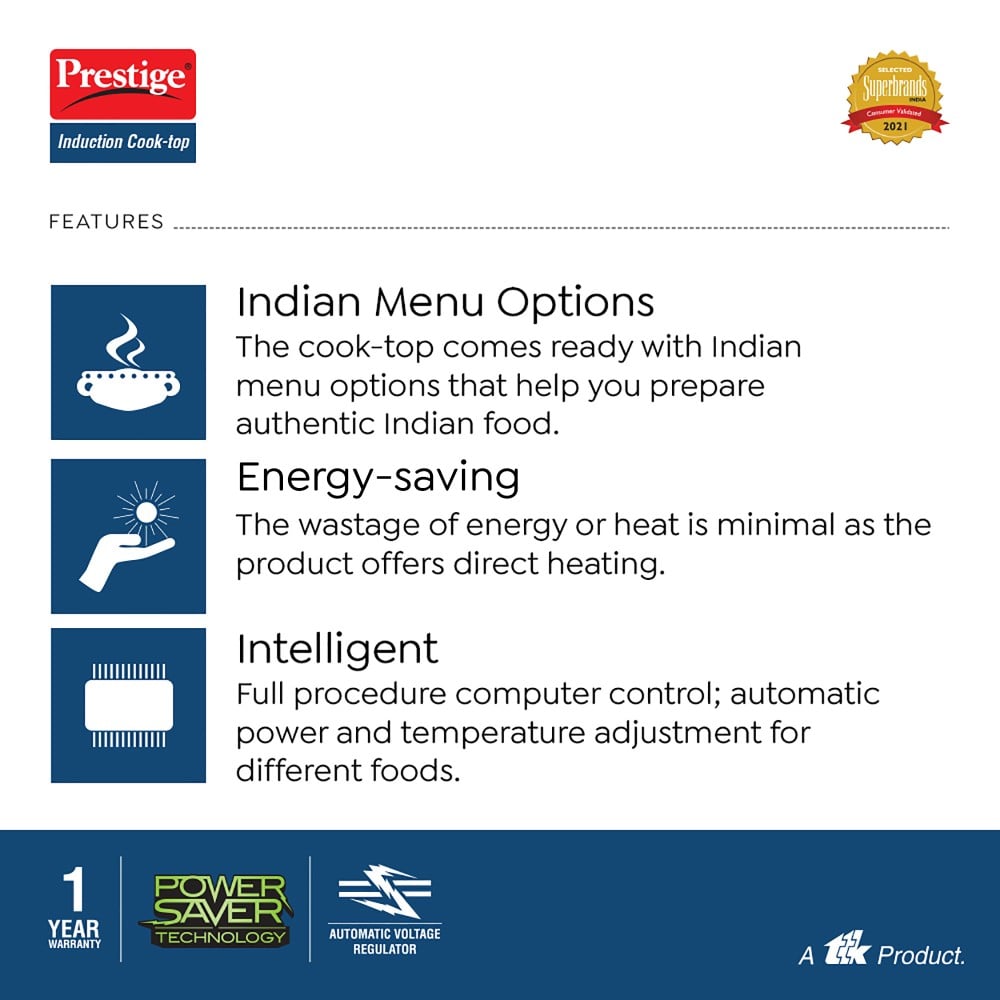 Prestige®
Induction Cook-top
SELECTED
Superbrands
INDIA
Consumer Validated
2021
FEATURES
Indian Menu Options
The cook-top comes ready with Indian
menu options that help you prepare
authentic Indian food.
Energy-saving
The wastage of energy or heat is minimal as the
product offers direct heating.
Intelligent
Full procedure computer control; automatic
power and temperature adjustment for
different foods.
1
YEAR
WARRANTY
POWER
SAVER
TECHNOLOGY
AUTOMATIC VOLTAGE
REGULATOR
A ttk Product.